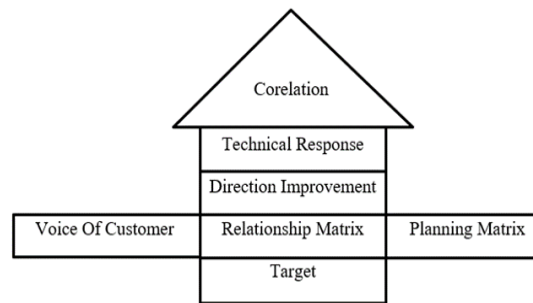 Corelation
Technical Response
Direction Improvement
Voice Of Customer
Relationship Matrix
Planning Matrix
Target